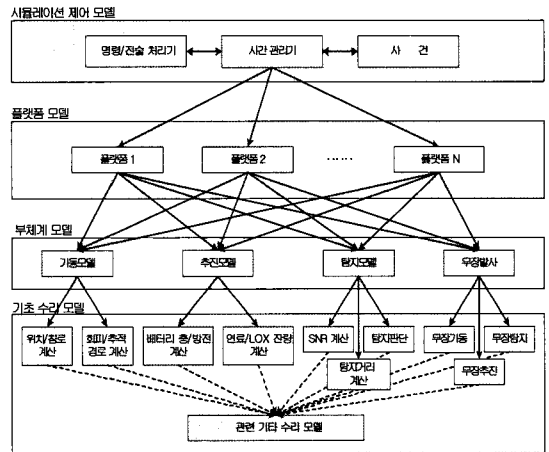 시뮬레이션 제어 모델
명령/전술 처리기 시간 관리기 사 건
플랫폼 모델
플랫폼 1 플랫폼 2 ...... 플랫폼 N
부체계 모델
기동모델 추진모델 탐지모델 무장발사
기초 수리 모델
위치/침로 회피/추적 배터리 충/방전 연료/LOX 잔량 SNR 계산 탐지판단 무장기동 무장탐지
계산 경로 계산 계산 계산
탐지거리 무장추진
계산
관련 기타 수리 모델